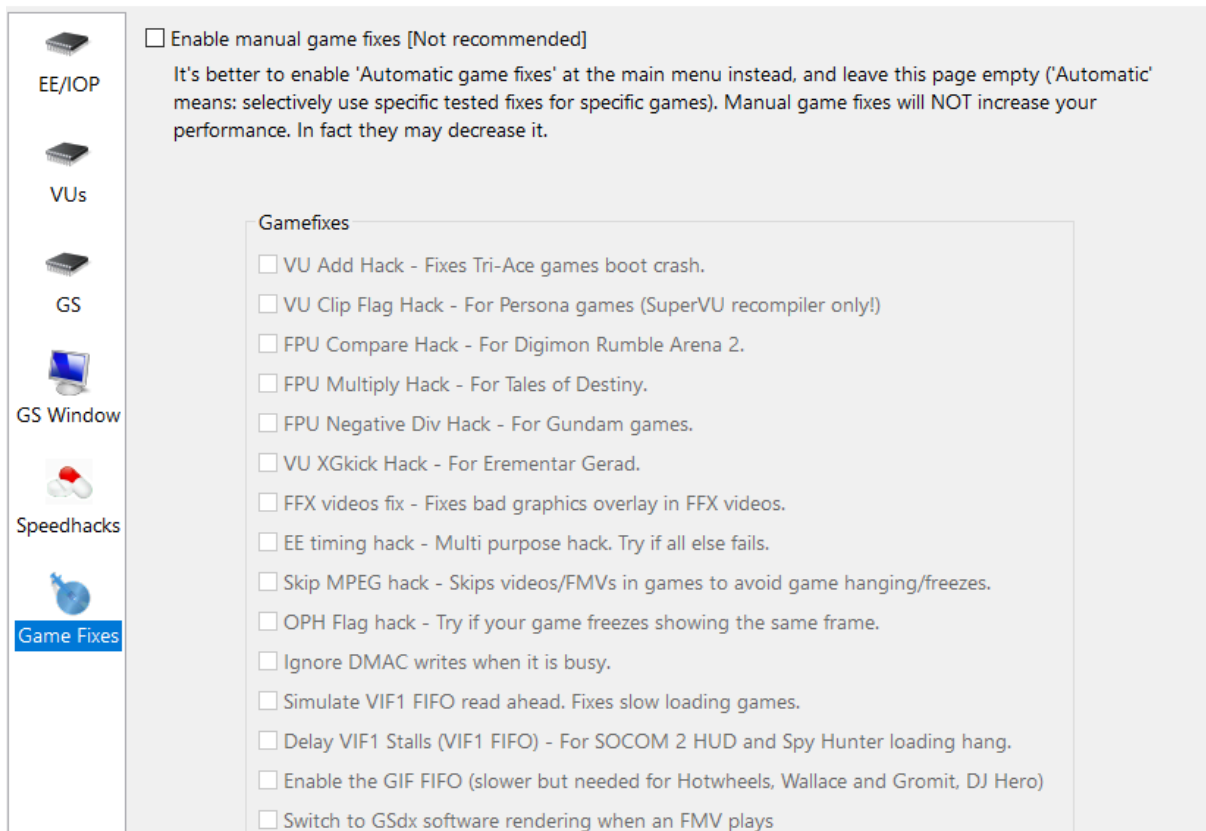 EE/IOP
VUs
GS
GS Window
Speedhacks
Game Fixes
Enable manual game fixes [Not recommended]
It's better to enable 'Automatic game fixes' at the main menu instead, and leave this page empty ('Automatic'
means: selectively use specific tested fixes for specific games). Manual game fixes will NOT increase your
performance. In fact they may decrease it.
Gamefixes
VU Add Hack - Fixes Tri-Ace games boot crash.
VU Clip Flag Hack - For Persona games (SuperVU recompiler only!)
FPU Compare Hack - For Digimon Rumble Arena 2.
FPU Multiply Hack - For Tales of Destiny.
FPU Negative Div Hack - For Gundam games.
VU XGkick Hack - For Erementar Gerad.
FFX videos fix - Fixes bad graphics overlay in FFX videos.
EE timing hack - Multi purpose hack. Try if all else fails.
Skip MPEG hack - Skips videos/FMVs in games to avoid game hanging/freezes.
OPH Flag hack - Try if your game freezes showing the same frame.
Ignore DMAC writes when it is busy.
Simulate VIF1 FIFO read ahead. Fixes slow loading games.
Delay VIF1 Stalls (VIF1 FIFO) - For SOCOM 2 HUD and Spy Hunter loading hang.
Enable the GIF FIFO (slower but needed for Hotwheels, Wallace and Gromit, DJ Hero)
Switch to GSdx software rendering when an FMV plays